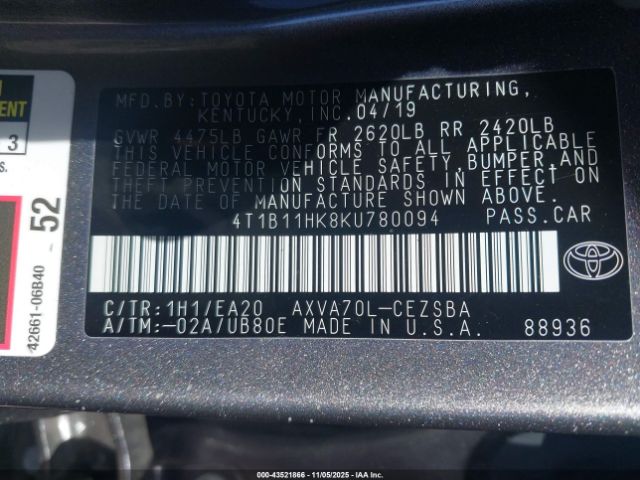 MFD.BY:TOYOTA MOTOR MANUFACTURING,
KENTUCKY,INC.04/19
GVWR 4475LB GAWR FR 2620LB RR 2420LB
THIS VEHICLE CONFORMS TO ALL APPLICABLE
FEDERAL MOTOR VEHICLE SAFETY,BUMPER,AND
THEFT PREVENTION STANDARDS IN EFFECT ON
THE DATE OF MANUFACTURE SHOWN ABOVE.
4T1B11HK8KU780094 PASS.CAR
C/TR:1H1/EA20 AXVA70L-CEZSBA
A/TM:-02A/UB80E MADE IN U.S.A. 88936
TOYOTA
3
S.
52
42661-06B40
000-43521866 - 11/05/2025 - IAAI, Inc.